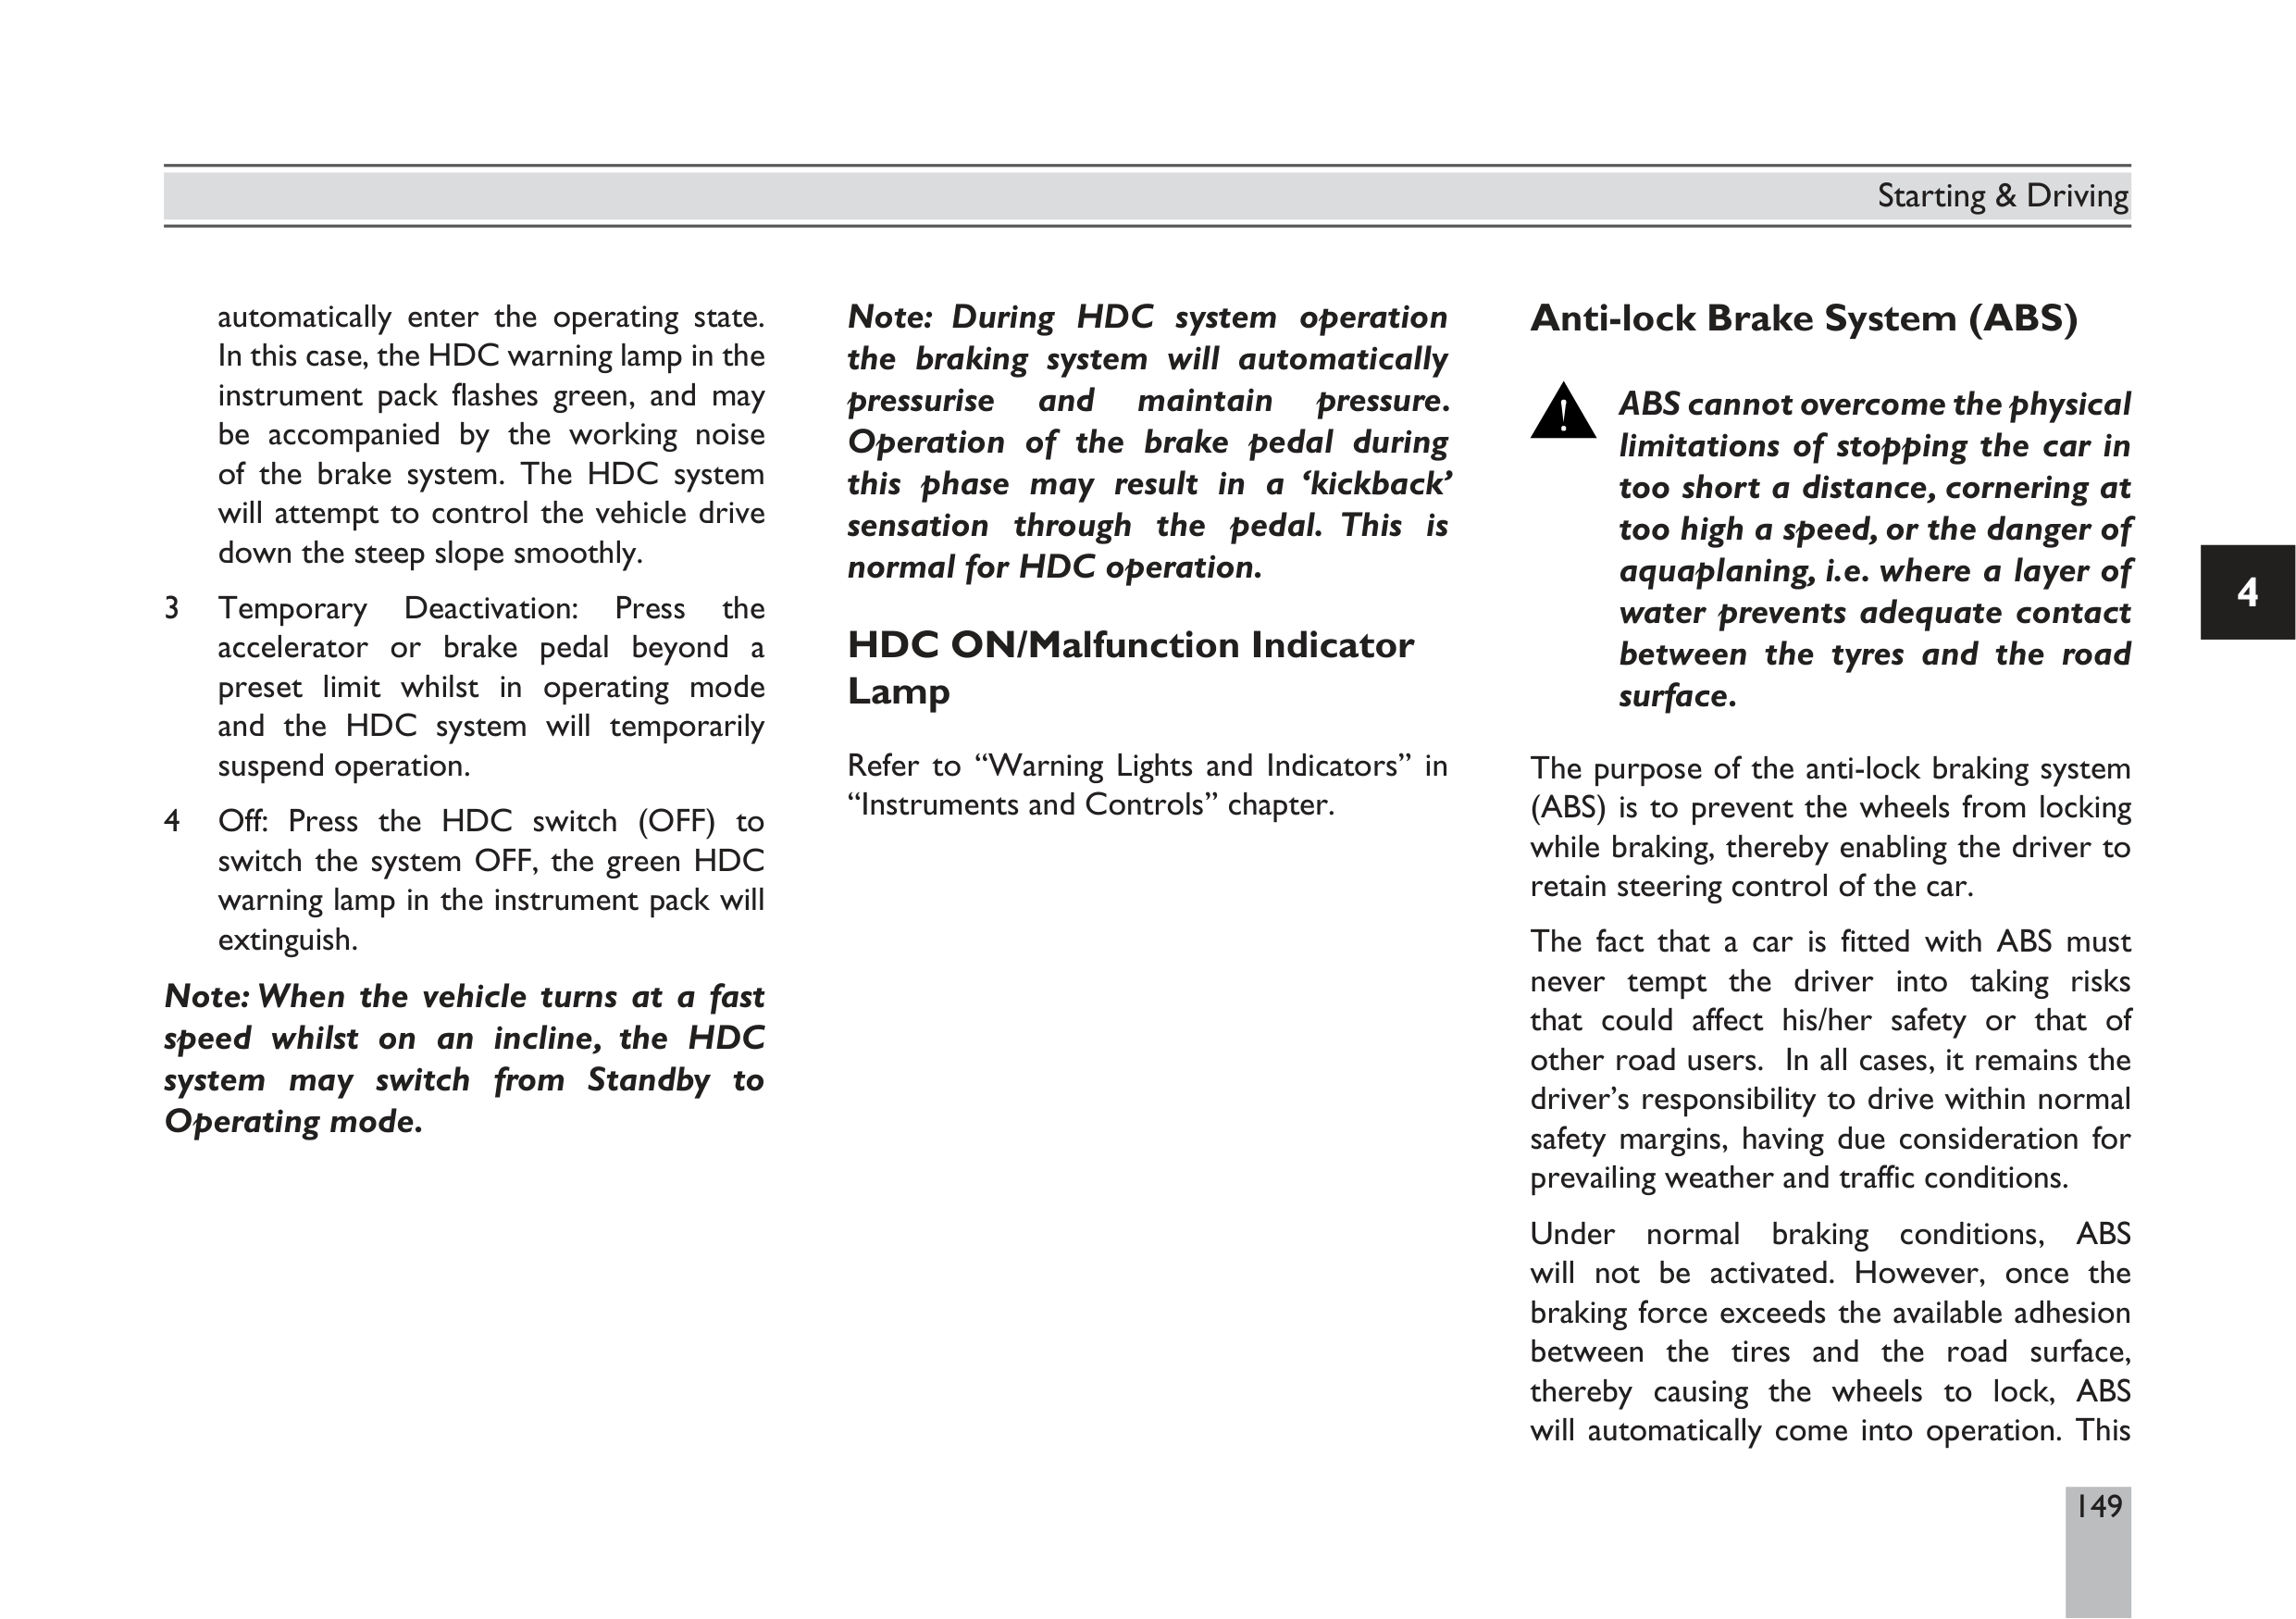 Starting & Driving
automatically enter the operating state.
In this case, the HDC warning lamp in the
instrument pack flashes green, and may
be accompanied by the working noise
of the brake system. The HDC system
will attempt to control the vehicle drive
down the steep slope smoothly.
3 Temporary Deactivation: Press the
accelerator or brake pedal beyond a
preset limit whilst in operating mode
and the HDC system will temporarily
suspend operation.
4 Off: Press the HDC switch (OFF) to
switch the system OFF, the green HDC
warning lamp in the instrument pack will
extinguish.
Note: When the vehicle turns at a fast
speed whilst on an incline, the HDC
system may switch from Standby to
Operating mode.
Note: During HDC system operation
the braking system will automatically
pressurise and maintain pressure.
Operation of the brake pedal during
this phase may result in a ‘kickback’
sensation through the pedal. This is
normal for HDC operation.
HDC ON/Malfunction Indicator
Lamp
Refer to “Warning Lights and Indicators” in
“Instruments and Controls” chapter.
Anti-lock Brake System (ABS)
ABS cannot overcome the physical
limitations of stopping the car in
too short a distance, cornering at
too high a speed, or the danger of
aquaplaning, i.e. where a layer of
water prevents adequate contact
between the tyres and the road
surface.
The purpose of the anti-lock braking system
(ABS) is to prevent the wheels from locking
while braking, thereby enabling the driver to
retain steering control of the car.
The fact that a car is fitted with ABS must
never tempt the driver into taking risks
that could affect his/her safety or that of
other road users. In all cases, it remains the
driver’s responsibility to drive within normal
safety margins, having due consideration for
prevailing weather and traffic conditions.
Under normal braking conditions, ABS
will not be activated. However, once the
braking force exceeds the available adhesion
between the tires and the road surface,
thereby causing the wheels to lock, ABS
will automatically come into operation. This
4
149